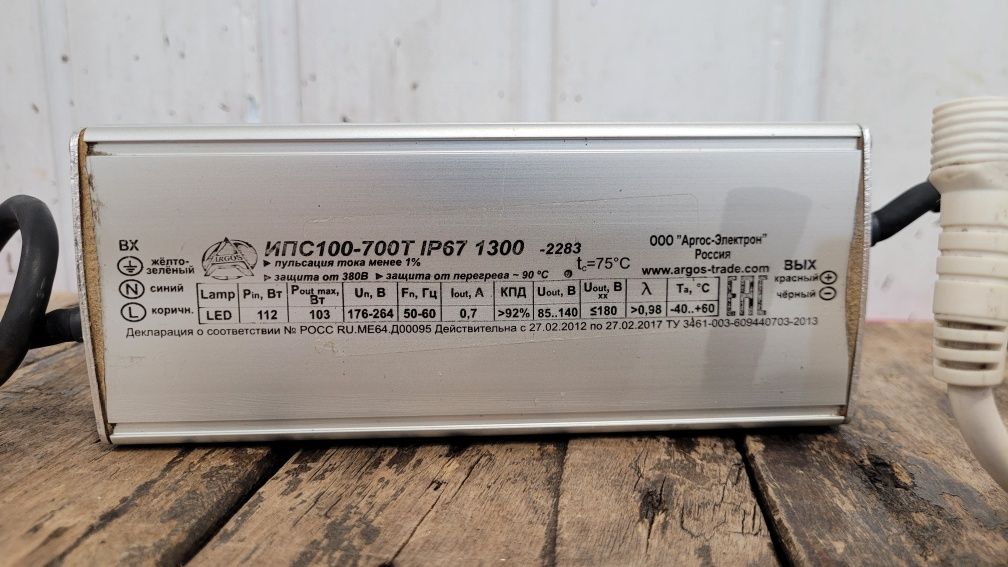 ВХ
жёлто-
зелёный
N синий
L коричн.
ARGOS
ИПС100-700Т IP67 1300 -2283
▸ пульсация тока менее 1%
▸ защита от 380В ▸ защита от перегрева ~ 90 °С
tc=75°C
ООО "Аргос-Электрон"
Россия
www.argos-trade.com
ВЫХ
красный +
чёрный −
Lamp Pin, Вт Pout max, Вт Uп, В Fп, Гц Iout, А КПД Uout, В Uout, В xx λ Ta, °C
LED 112 103 176-264 50-60 0,7 >92% 85..140 ≤180 >0,98 -40..+60
EAC
Декларация о соответствии № РОСС RU.ME64.Д00095 Действительна с 27.02.2012 по 27.02.2017 ТУ 3461-003-609440703-2013